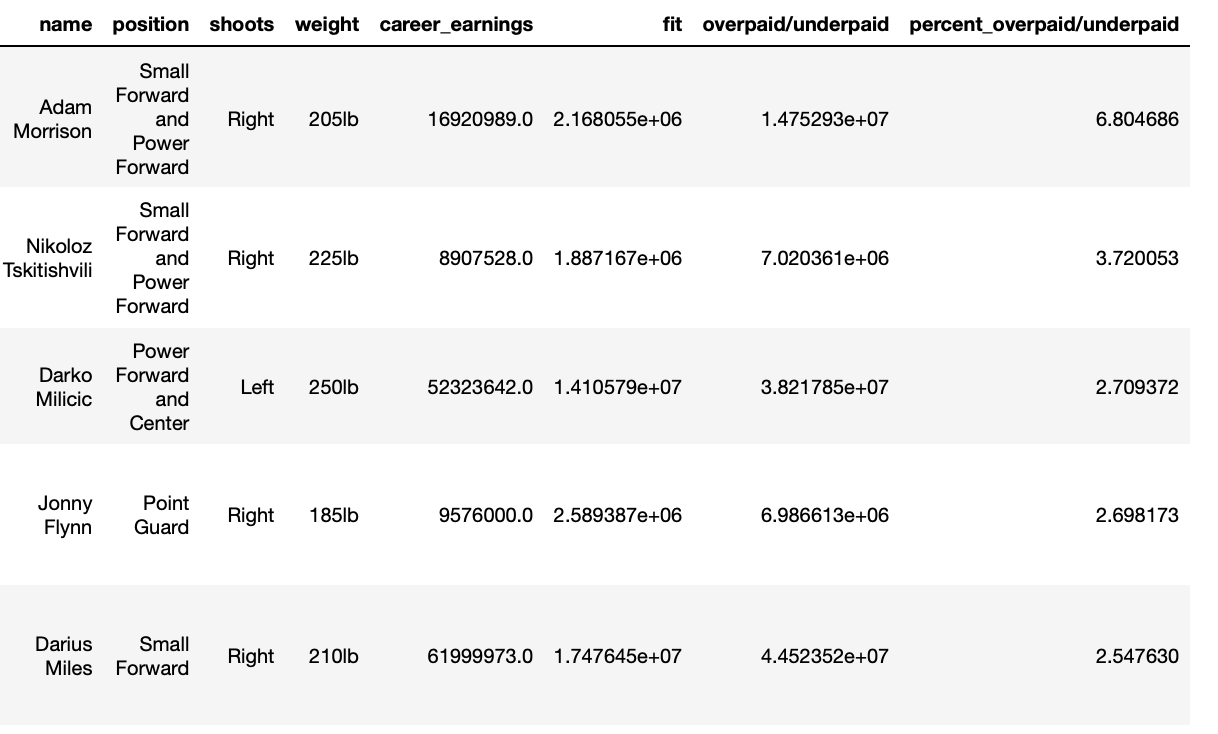 name position shoots weight career_earnings fit overpaid/underpaid percent_overpaid/underpaid
Small
Forward
Adam
and
Morrison
Right 205lb 16920989.0 2.168055e+06 1.475293e+07 6.804686
Power
Forward
Small
Forward
Nikoloz
and
Tskitishvili
Right 225lb 8907528.0 1.887167e+06 7.020361e+06 3.720053
Power
Forward
Power
Darko
Forward
Milicic
and
Center
Left 250lb 52323642.0 1.410579e+07 3.821785e+07 2.709372
Jonny
Flynn
Point
Guard
Right 185lb 9576000.0 2.589387e+06 6.986613e+06 2.698173
Darius
Miles
Small
Forward
Right 210lb 61999973.0 1.747645e+07 4.452352e+07 2.547630